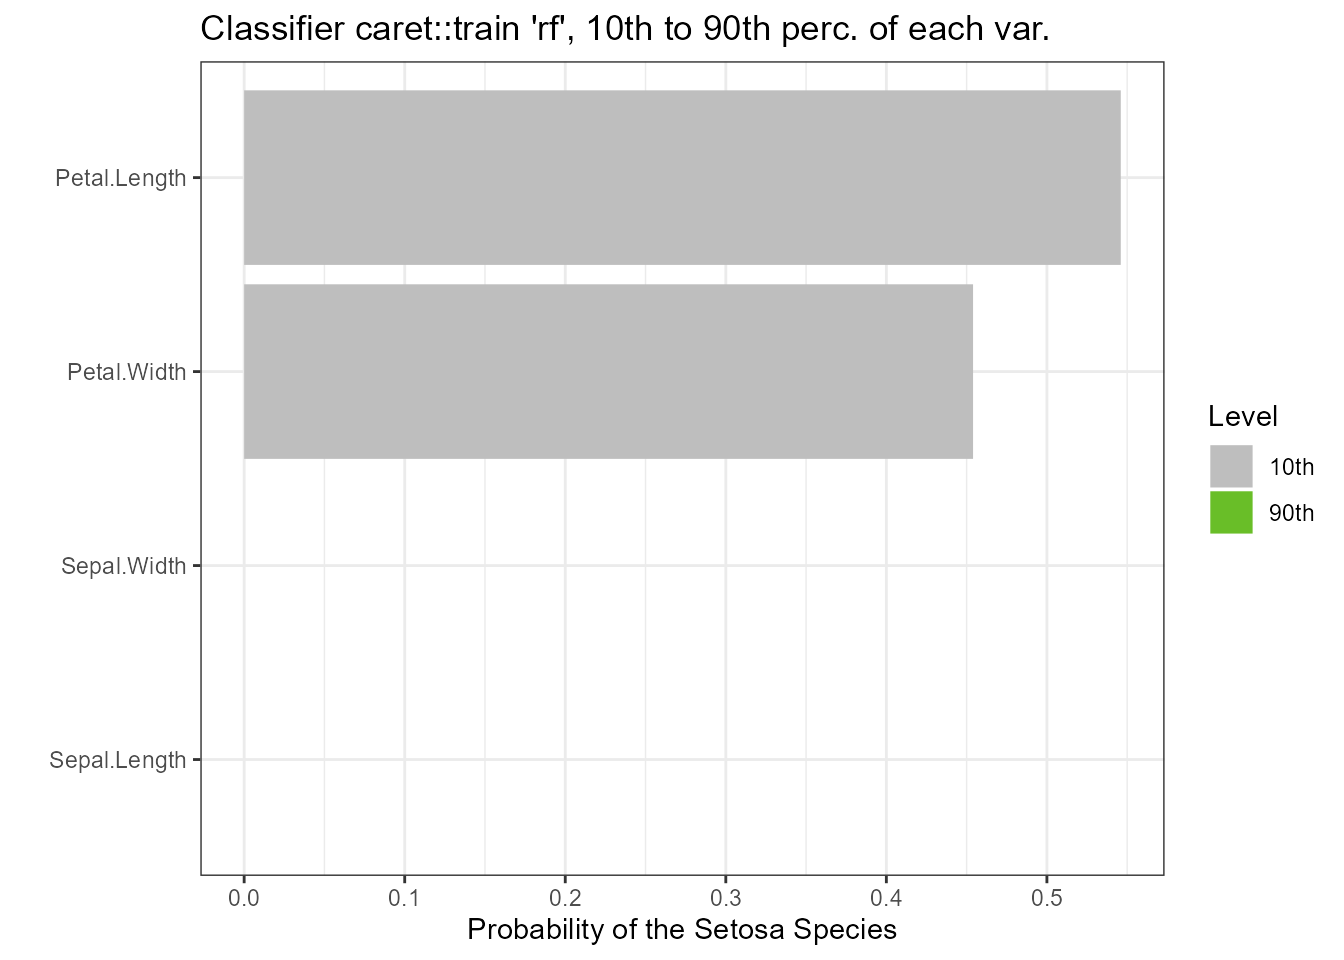 Classifier caret::train 'rf', 10th to 90th perc. of each var.
Petal.Length
Petal.Width
Sepal.Width
Sepal.Length
0.0 0.1 0.2 0.3 0.4 0.5
Probability of the Setosa Species
Level
10th
90th